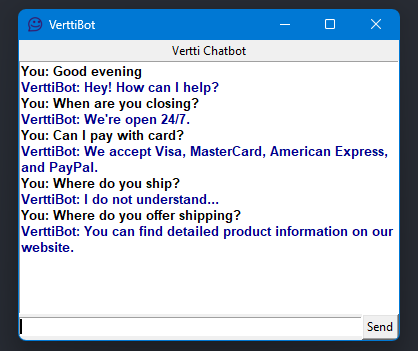 VerttiBot
Vertti Chatbot
You: Good evening
VerttiBot: Hey! How can I help?
You: When are you closing?
VerttiBot: We're open 24/7.
You: Can I pay with card?
VerttiBot: We accept Visa, MasterCard, American Express,
and PayPal.
You: Where do you ship?
VerttiBot: I do not understand...
You: Where do you offer shipping?
VerttiBot: You can find detailed product information on our
website.
Send